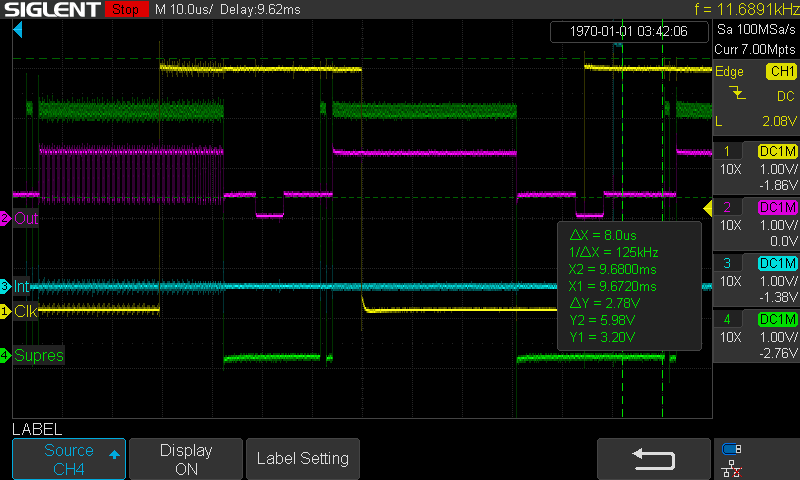 SIGLENT Stop M 10.0us/ Delay:9.62ms f = 11.6891kHz
1970-01-01 03:42:06
Sa 100MSa/s
Curr 7.00Mpts
Edge CH1
DC
L 2.08V
1 DC1M
10X 1.00V/
-1.86V
2 DC1M
10X 1.00V/
0.0V
3 DC1M
10X 1.00V/
-1.38V
4 DC1M
10X 1.00V/
-2.76V
2 Out
3 Int
1 Clk
4 Supres
ΔX = 8.0us
1/ΔX = 125kHz
X2 = 9.6800ms
X1 = 9.6720ms
ΔY = 2.78V
Y2 = 5.98V
Y1 = 3.20V
LABEL
Source
CH4
Display
ON
Label Setting